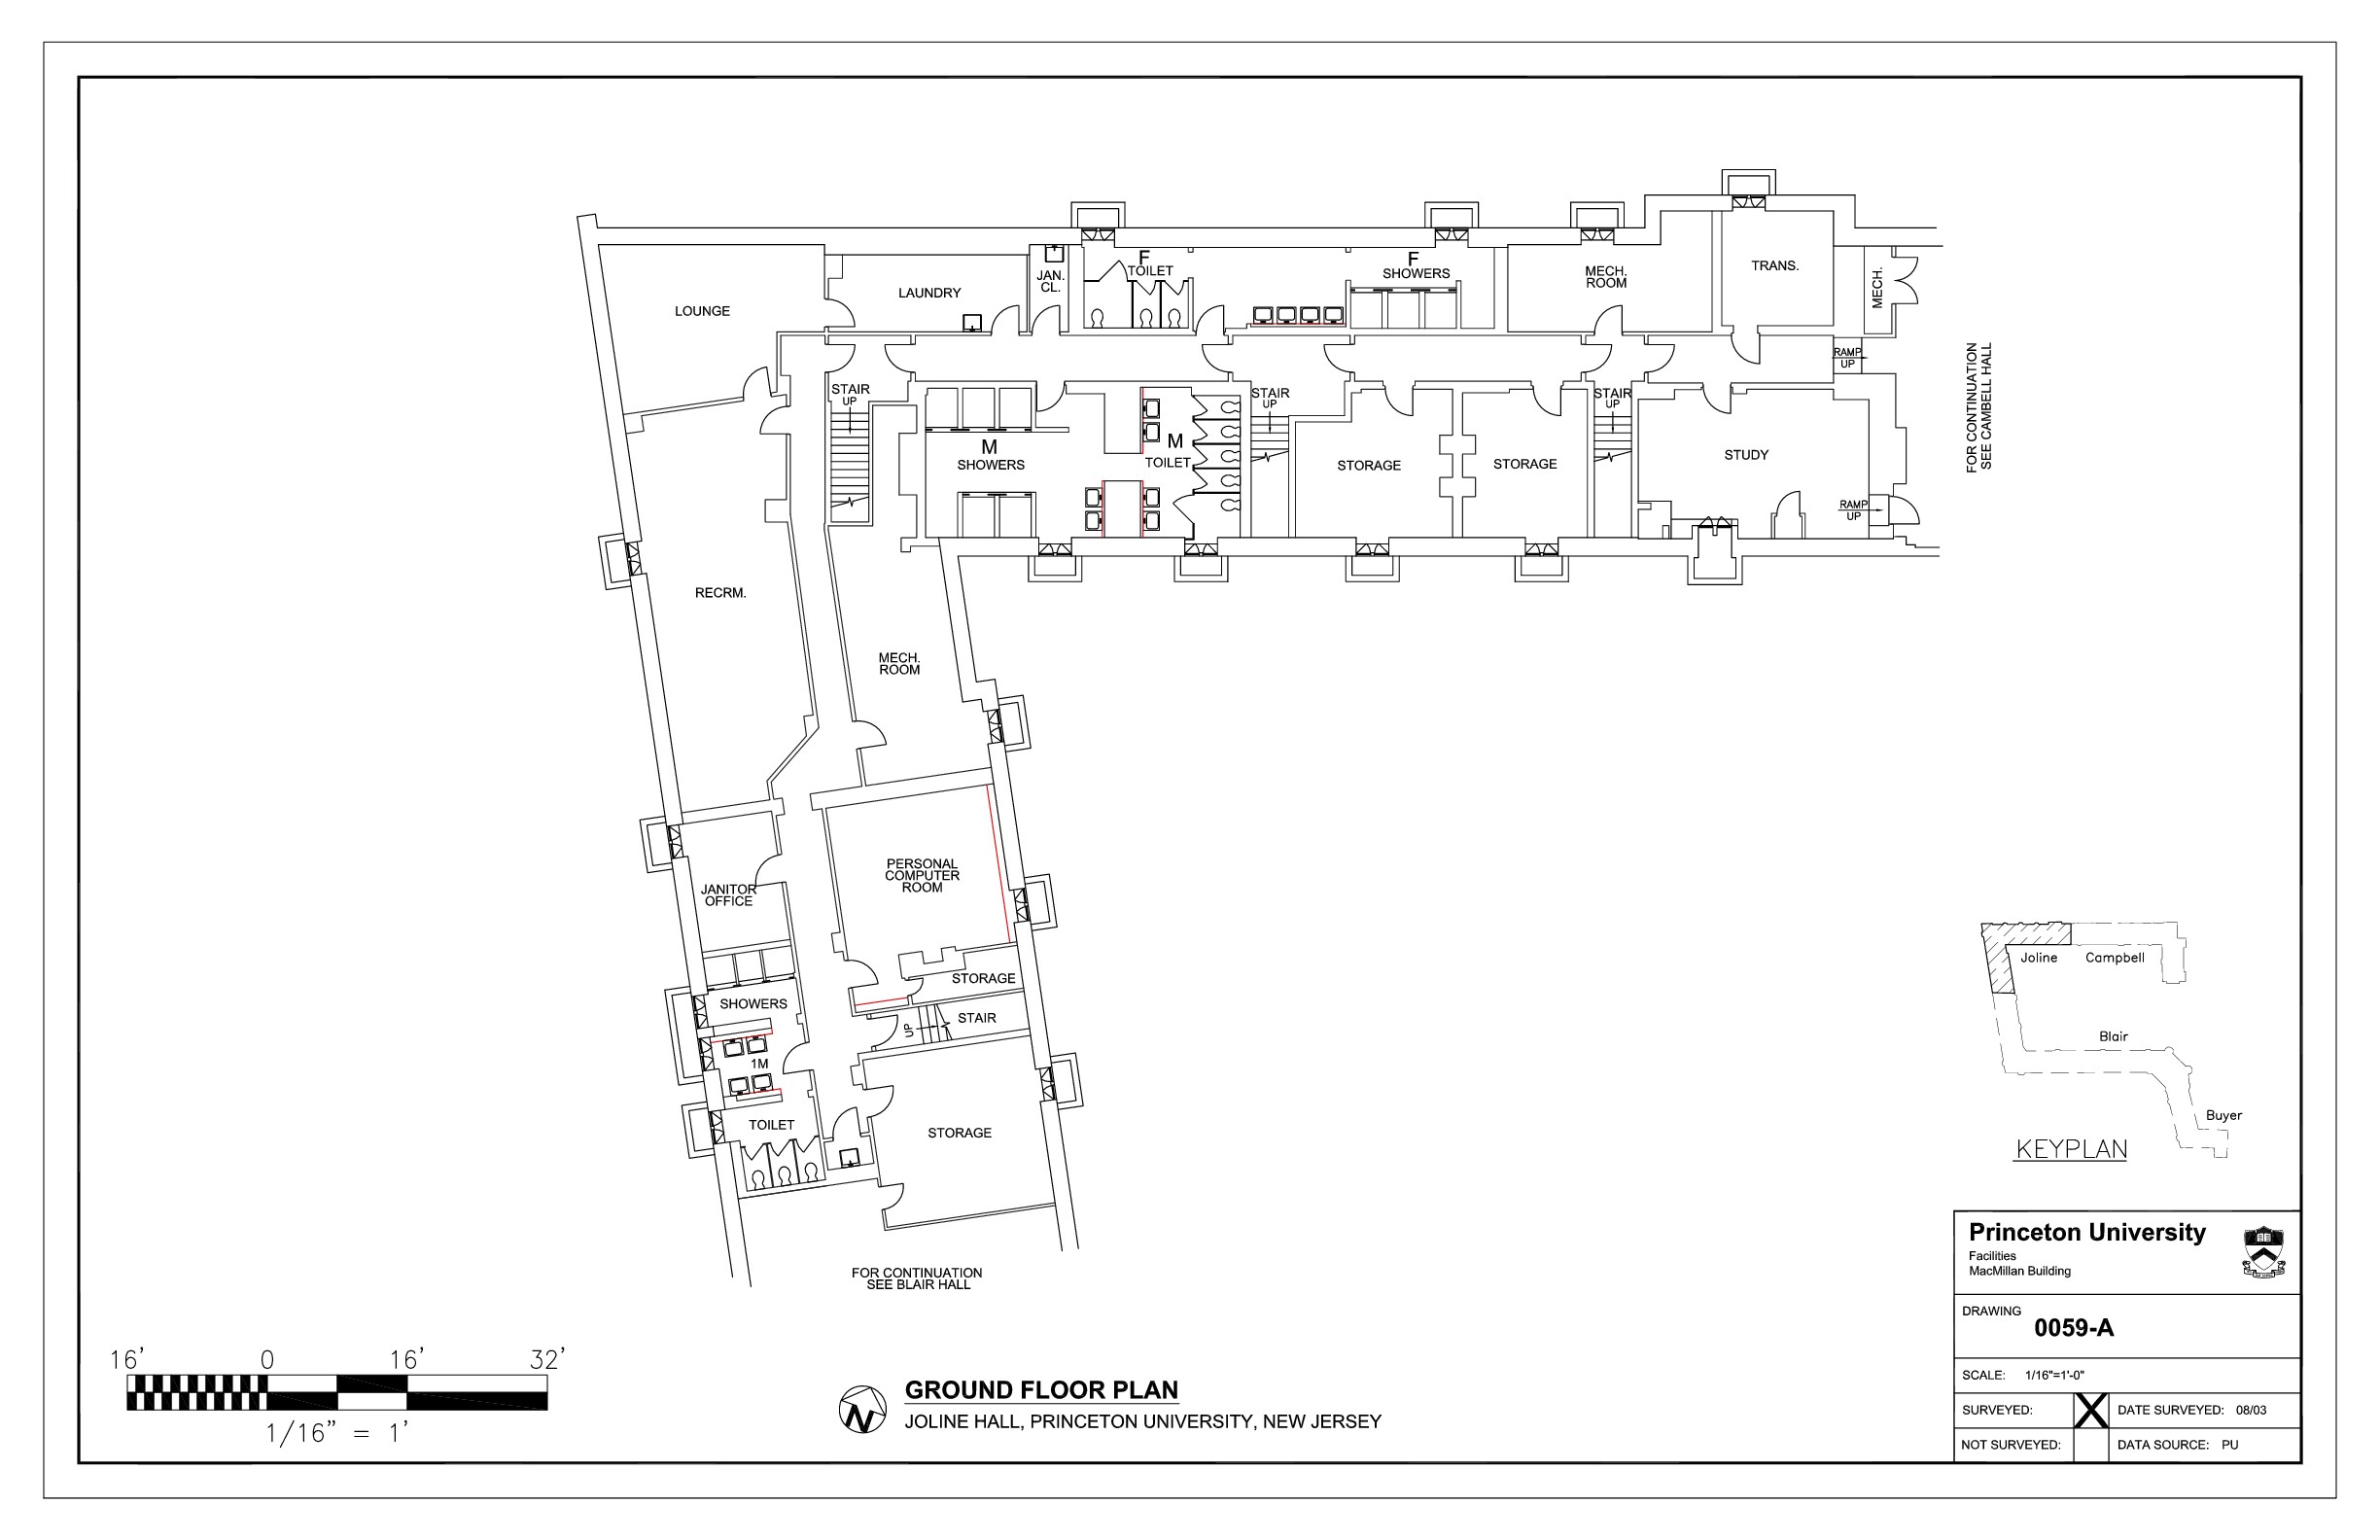 F
TOILET
F
SHOWERS
MECH.
ROOM
TRANS.
MECH.
JAN.
CL.
LAUNDRY
LOUNGE
RAMP
UP
FOR CONTINUATION
SEE CAMBELL HALL
STAIR
UP
STAIR
UP
STAIR
UP
M
SHOWERS
M
TOILET
STORAGE
STORAGE
STUDY
RAMP
UP
RECRM.
MECH.
ROOM
PERSONAL
COMPUTER
ROOM
JANITOR
OFFICE
STORAGE
SHOWERS
UP
STAIR
1M
TOILET
STORAGE
FOR CONTINUATION
SEE BLAIR HALL
Joline
Campbell
Blair
Buyer
KEYPLAN
16'
0
16'
32'
1/16" = 1'
N
GROUND FLOOR PLAN
JOLINE HALL, PRINCETON UNIVERSITY, NEW JERSEY
Princeton University
Facilities
MacMillan Building
DRAWING
0059-A
SCALE: 1/16"=1'-0"
SURVEYED: X DATE SURVEYED: 08/03
NOT SURVEYED: DATA SOURCE: PU